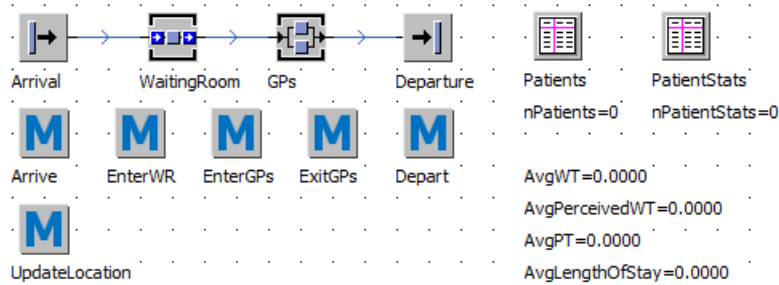 Arrival WaitingRoom GPs Departure Patients PatientStats
nPatients=0 nPatientStats=0
M M M M M
Arrive EnterWR EnterGPs ExitGPs Depart AvgWT=0.0000
AvgPerceivedWT=0.0000
M
AvgPT=0.0000
UpdateLocation AvgLengthOfStay=0.0000